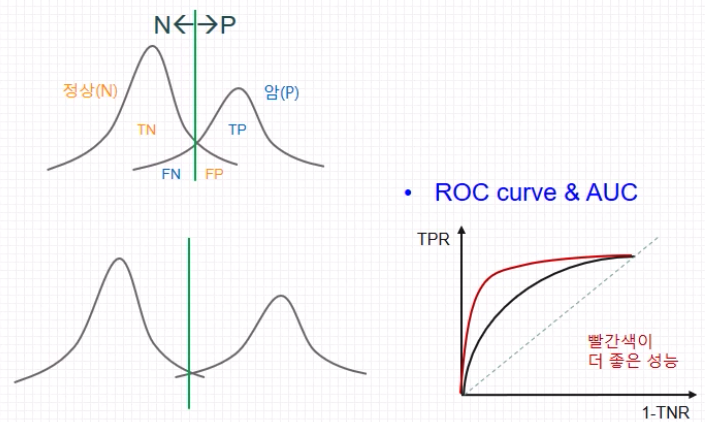 N←→P
정상(N)
암(P)
TN
TP
FN
FP
• ROC curve & AUC
TPR
빨간색이
더 좋은 성능
1-TNR